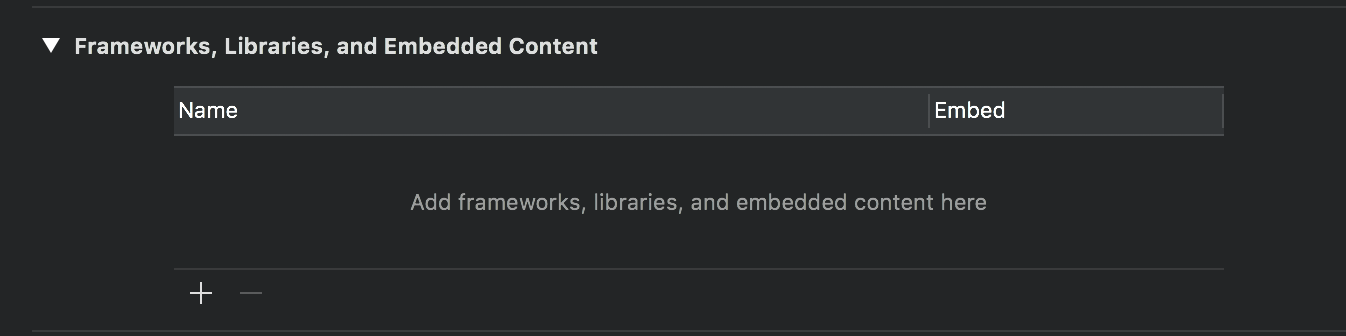 Frameworks, Libraries, and Embedded Content
Name Embed
Add frameworks, libraries, and embedded content here